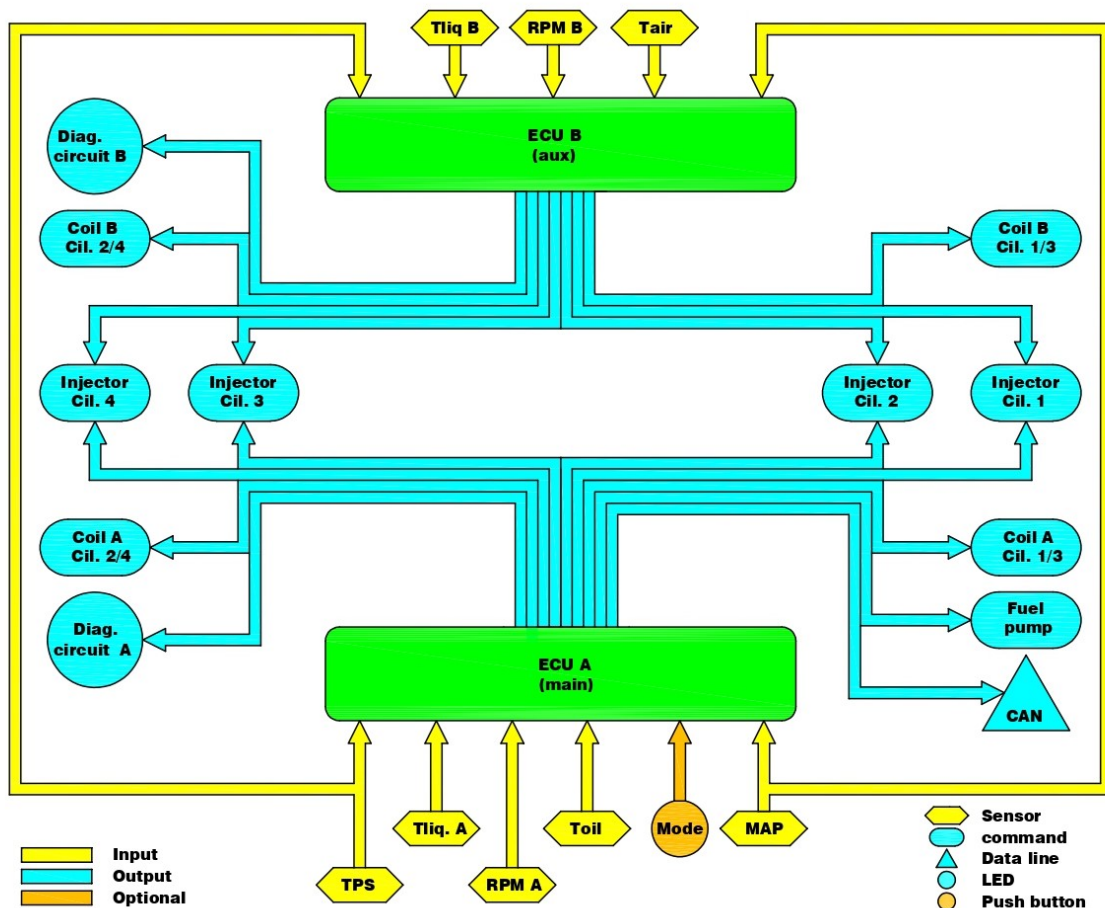 Tliq B
RPM B
Tair
ECU B
(aux)
Diag.
circuit B
Coil B
Cil. 2/4
Coil B
Cil. 1/3
Injector
Cil. 4
Injector
Cil. 3
Injector
Cil. 2
Injector
Cil. 1
Coil A
Cil. 2/4
Coil A
Cil. 1/3
Diag.
circuit A
Fuel
pump
ECU A
(main)
CAN
Tliq. A
Toil
Mode
MAP
TPS
RPM A
Input
Output
Optional
Sensor
command
Data line
LED
Push button